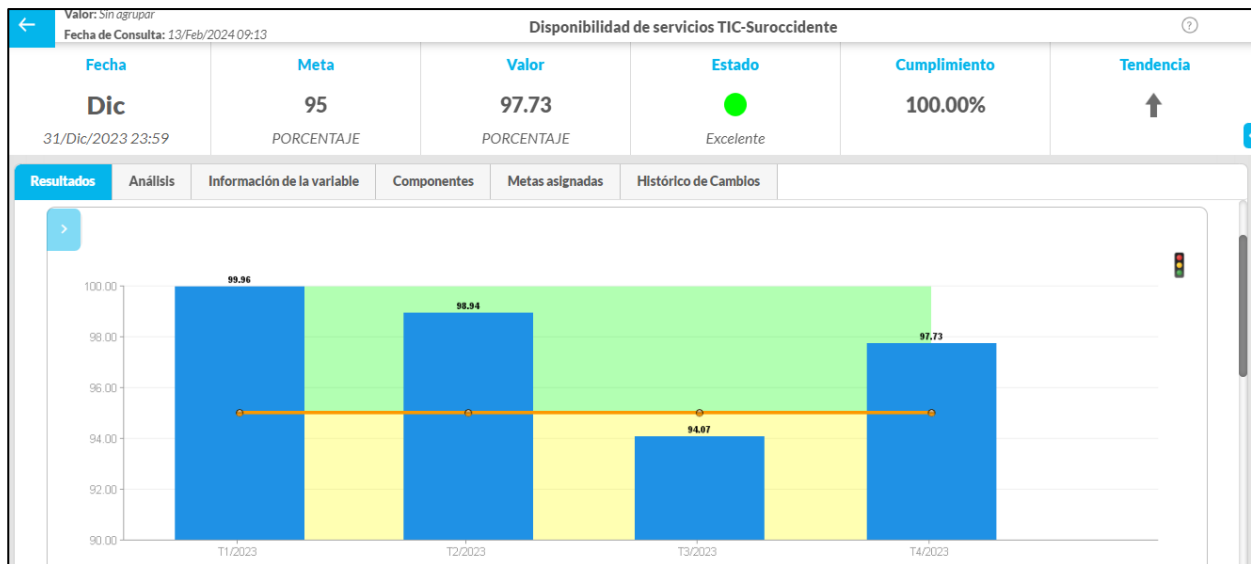 Valor: Sin agrupar
Fecha de Consulta: 13/Feb/2024 09:13
Disponibilidad de servicios TIC-Suroccidente
?
Fecha Meta Valor Estado Cumplimiento Tendencia
Dic 95 97.73 100.00%
31/Dic/2023 23:59 PORCENTAJE PORCENTAJE Excelente
Resultados Análisis Información de la variable Componentes Metas asignadas Histórico de Cambios
99.96
100.00
98.94
98.00
97.73
96.00
94.07
94.00
92.00
90.00
T1/2023 T2/2023 T3/2023 T4/2023